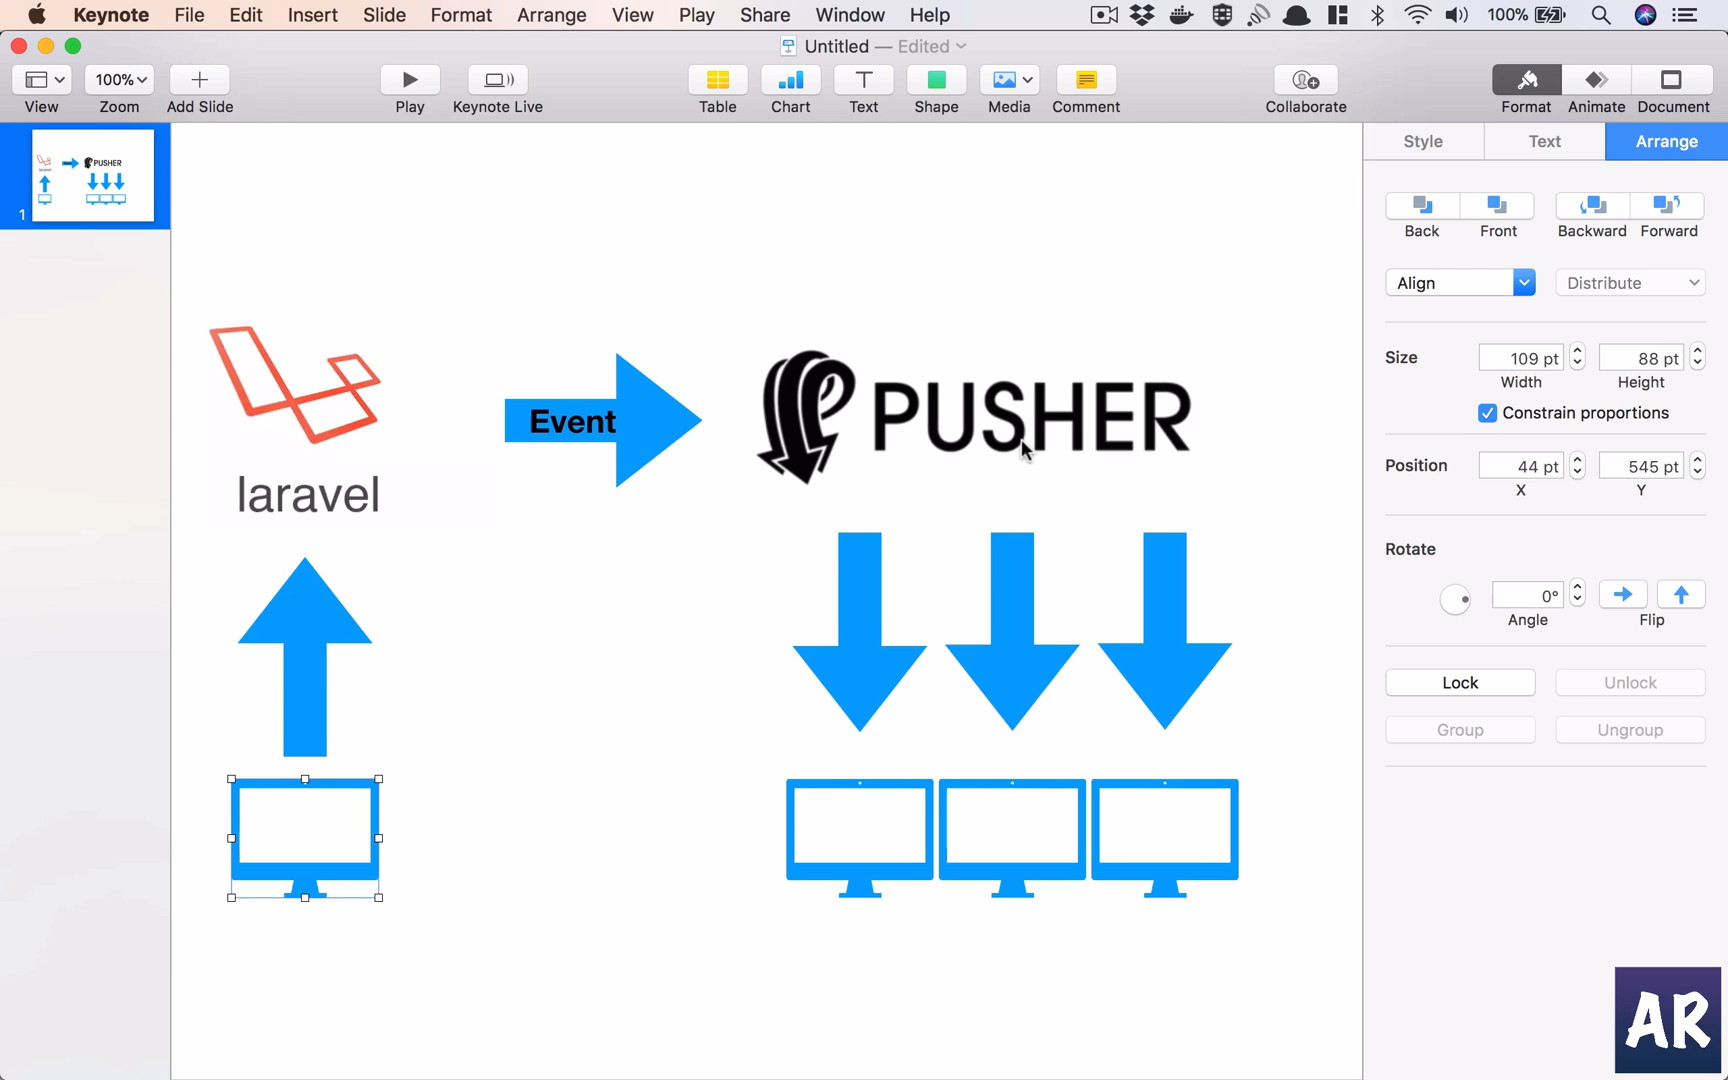 Keynote File Edit Insert Slide Format Arrange View Play Share Window Help 100%
Untitled — Edited
100%
View Zoom Add Slide Play Keynote Live Table Chart Text Shape Media Comment Collaborate Format Animate Document
Style Text Arrange
PUSHER
laravel
1
Back Front Backward Forward
Align Distribute
Size 109 pt 88 pt
Width Height
Constrain proportions
Event
PUSHER
Position 44 pt 545 pt
X Y
laravel
Rotate
0°
Angle Flip
Lock Unlock
Group Ungroup
AR